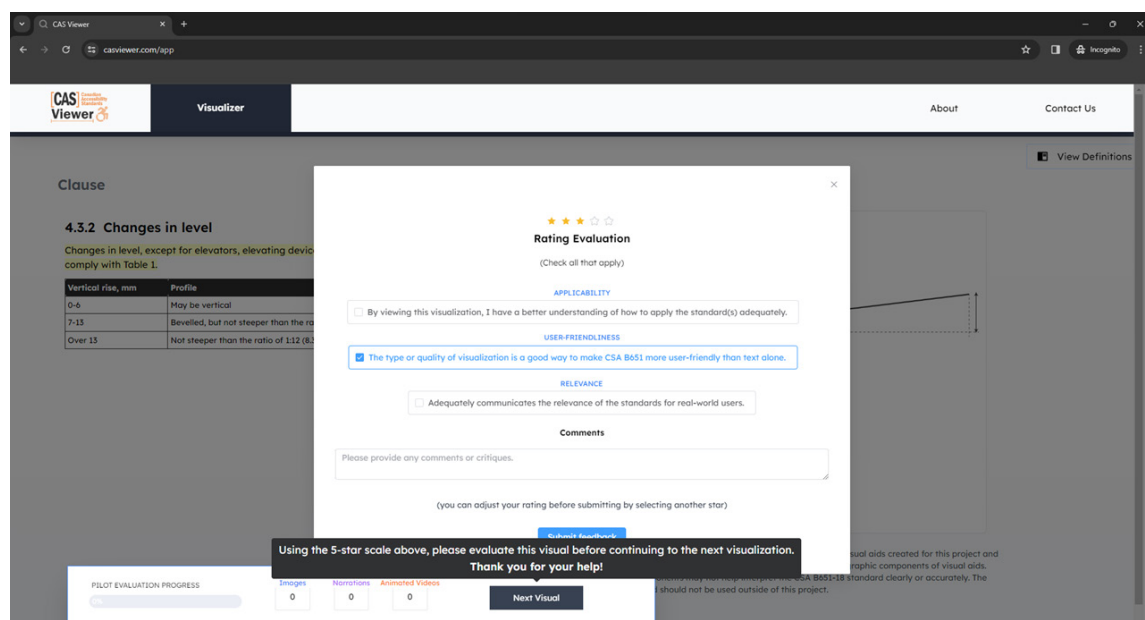 CAS Viewer
casviewer.com/app
Incognito
[CAS] Canadian Accessibility Standards
Viewer
Visualizer
About
Contact Us
View Definitions
Clause
4.3.2 Changes in level
Changes in level, except for elevators, elevating devic
comply with Table 1.
Vertical rise, mm Profile
0-6 May be vertical
7-13 Bevelled, but not steeper than the ra
Over 13 Not steeper than the ratio of 1:12 (8.3
Rating Evaluation
(Check all that apply)
APPLICABILITY
By viewing this visualization, I have a better understanding of how to apply the standard(s) adequately.
USER-FRIENDLINESS
The type or quality of visualization is a good way to make CSA B651 more user-friendly than text alone.
RELEVANCE
Adequately communicates the relevance of the standards for real-world users.
Comments
Please provide any comments or critiques.
(you can adjust your rating before submitting by selecting another star)
Submit feedback
Using the 5-star scale above, please evaluate this visual before continuing to the next visualization.
Thank you for your help!
sual aids created for this project and
raphic components of visual aids.
may not help interpret the CSA B651-18 standard clearly or accurately. The
should not be used outside of this project.
PILOT EVALUATION PROGRESS
0%
Images Narrations Animated Videos
0 0 0
Next Visual